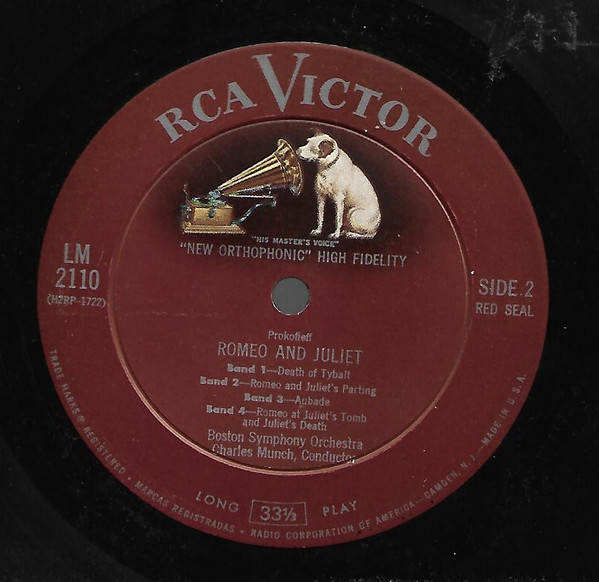 RCA VICTOR
"HIS MASTER'S VOICE"
"NEW ORTHOPHONIC" HIGH FIDELITY
LM
2110
(H2RP-1722)
SIDE 2
RED SEAL
Prokofieff
ROMEO AND JULIET
Band 1—Death of Tybalt
Band 2—Romeo and Juliet's Parting
Band 3—Aubade
Band 4—Romeo at Juliet's Tomb
and Juliet's Death
Boston Symphony Orchestra
Charles Munch, Conductor
LONG 33⅓ PLAY
TRADE MARKS ® REGISTERED • MARCAS REGISTRADAS • RADIO CORPORATION OF AMERICA—CAMDEN, N.J.—MADE IN U.S.A.